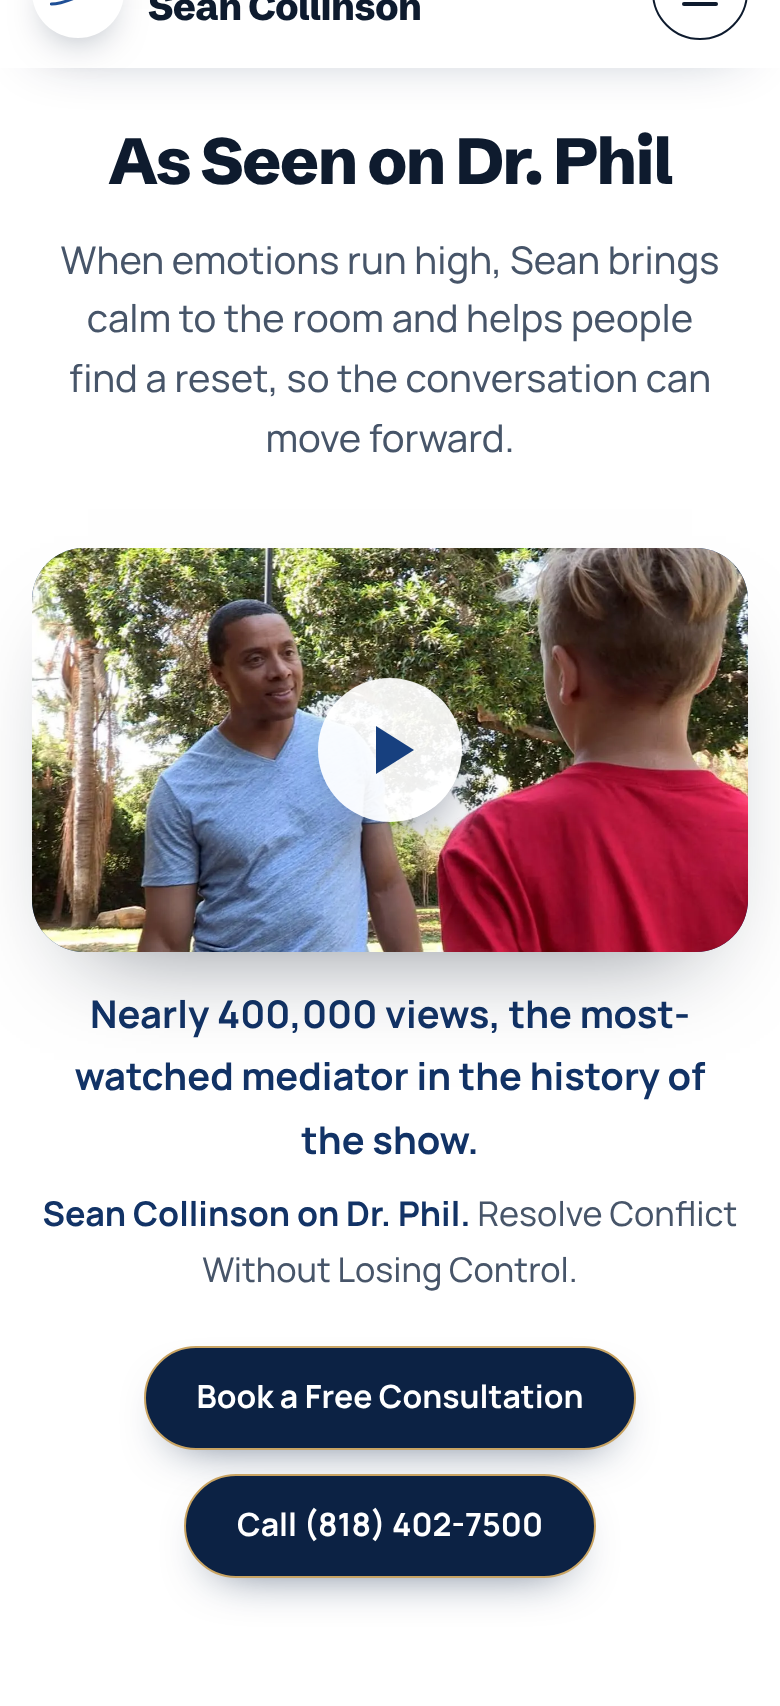 Sean Collinson
As Seen on Dr. Phil
When emotions run high, Sean brings
calm to the room and helps people
find a reset, so the conversation can
move forward.
Nearly 400,000 views, the most-
watched mediator in the history of
the show.
Sean Collinson on Dr. Phil. Resolve Conflict
Without Losing Control.
Book a Free Consultation
Call (818) 402-7500